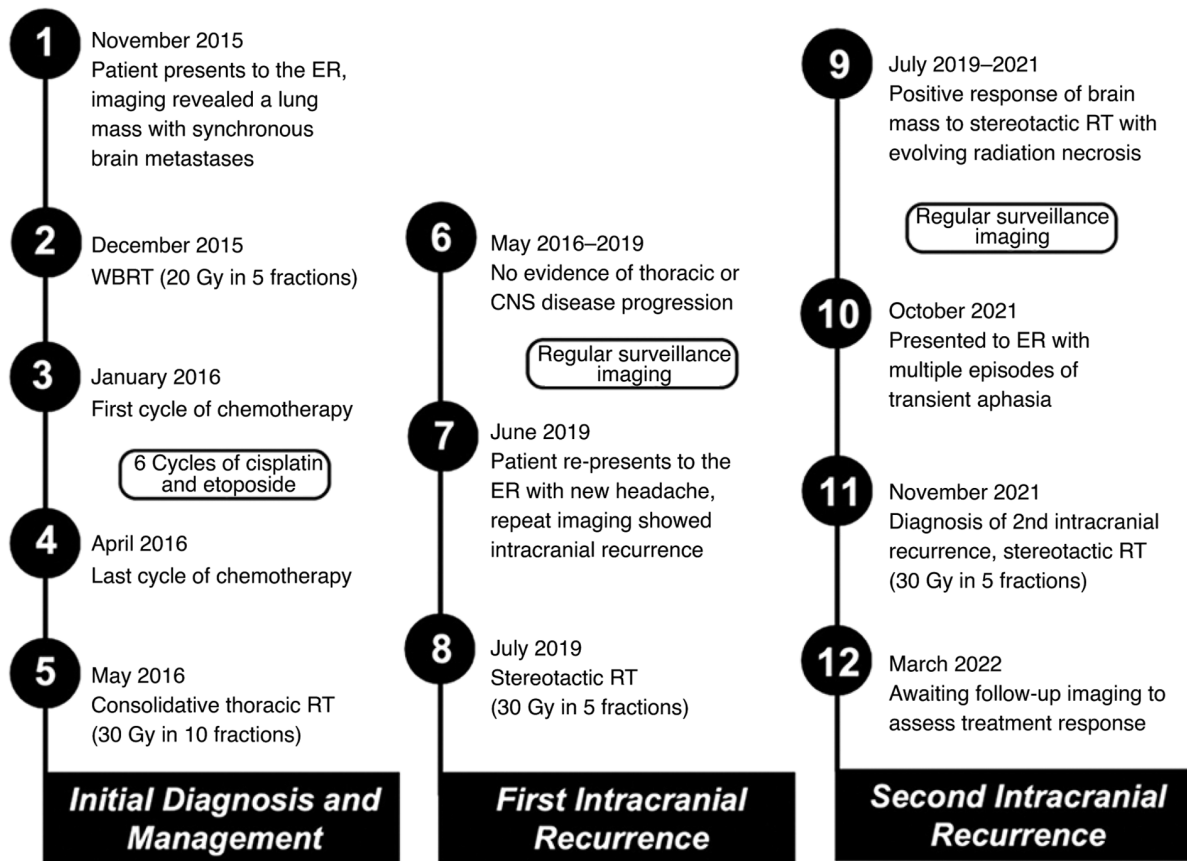 1
November 2015
Patient presents to the ER,
imaging revealed a lung
mass with synchronous
brain metastases
2
December 2015
WBRT (20 Gy in 5 fractions)
3
January 2016
First cycle of chemotherapy
6 Cycles of cisplatin
and etoposide
4
April 2016
Last cycle of chemotherapy
5
May 2016
Consolidative thoracic RT
(30 Gy in 10 fractions)
Initial Diagnosis and
Management
6
May 2016–2019
No evidence of thoracic or
CNS disease progression
Regular surveillance
imaging
7
June 2019
Patient re-presents to the
ER with new headache,
repeat imaging showed
intracranial recurrence
8
July 2019
Stereotactic RT
(30 Gy in 5 fractions)
First Intracranial
Recurrence
9
July 2019–2021
Positive response of brain
mass to stereotactic RT with
evolving radiation necrosis
Regular surveillance
imaging
10
October 2021
Presented to ER with
multiple episodes of
transient aphasia
11
November 2021
Diagnosis of 2nd intracranial
recurrence, stereotactic RT
(30 Gy in 5 fractions)
12
March 2022
Awaiting follow-up imaging to
assess treatment response
Second Intracranial
Recurrence